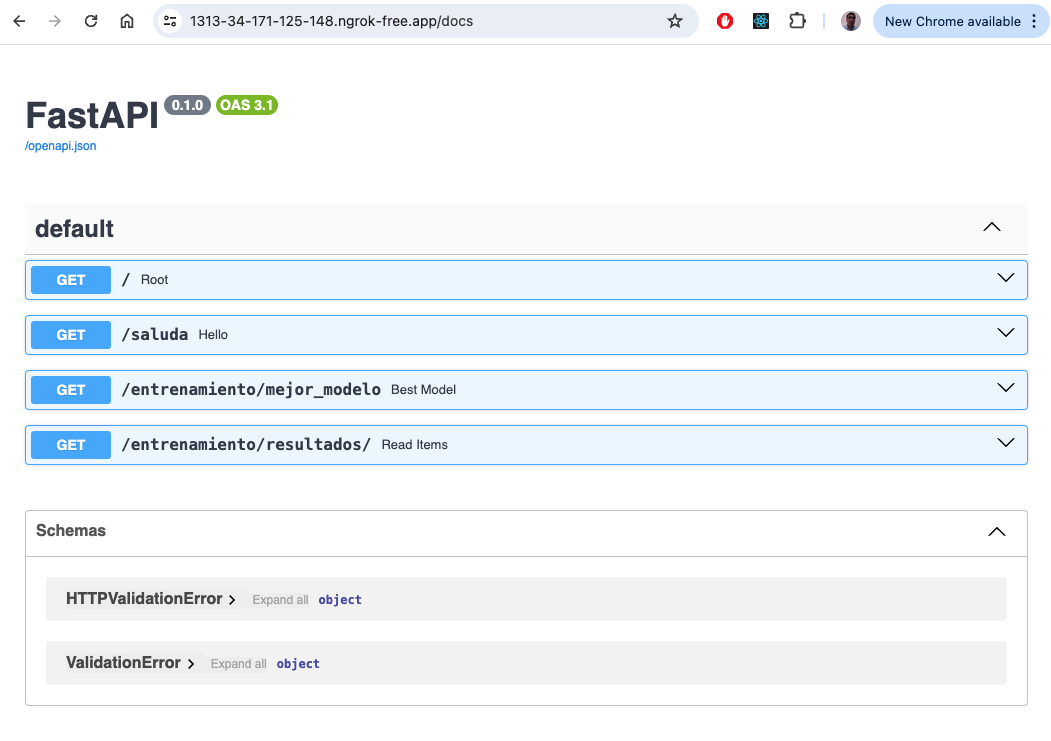 1313-34-171-125-148.ngrok-free.app/docs
New Chrome available
FastAPI 0.1.0 OAS 3.1
/openapi.json
default
GET / Root
GET /saluda Hello
GET /entrenamiento/mejor_modelo Best Model
GET /entrenamiento/resultados/ Read Items
Schemas
HTTPValidationError Expand all object
ValidationError Expand all object